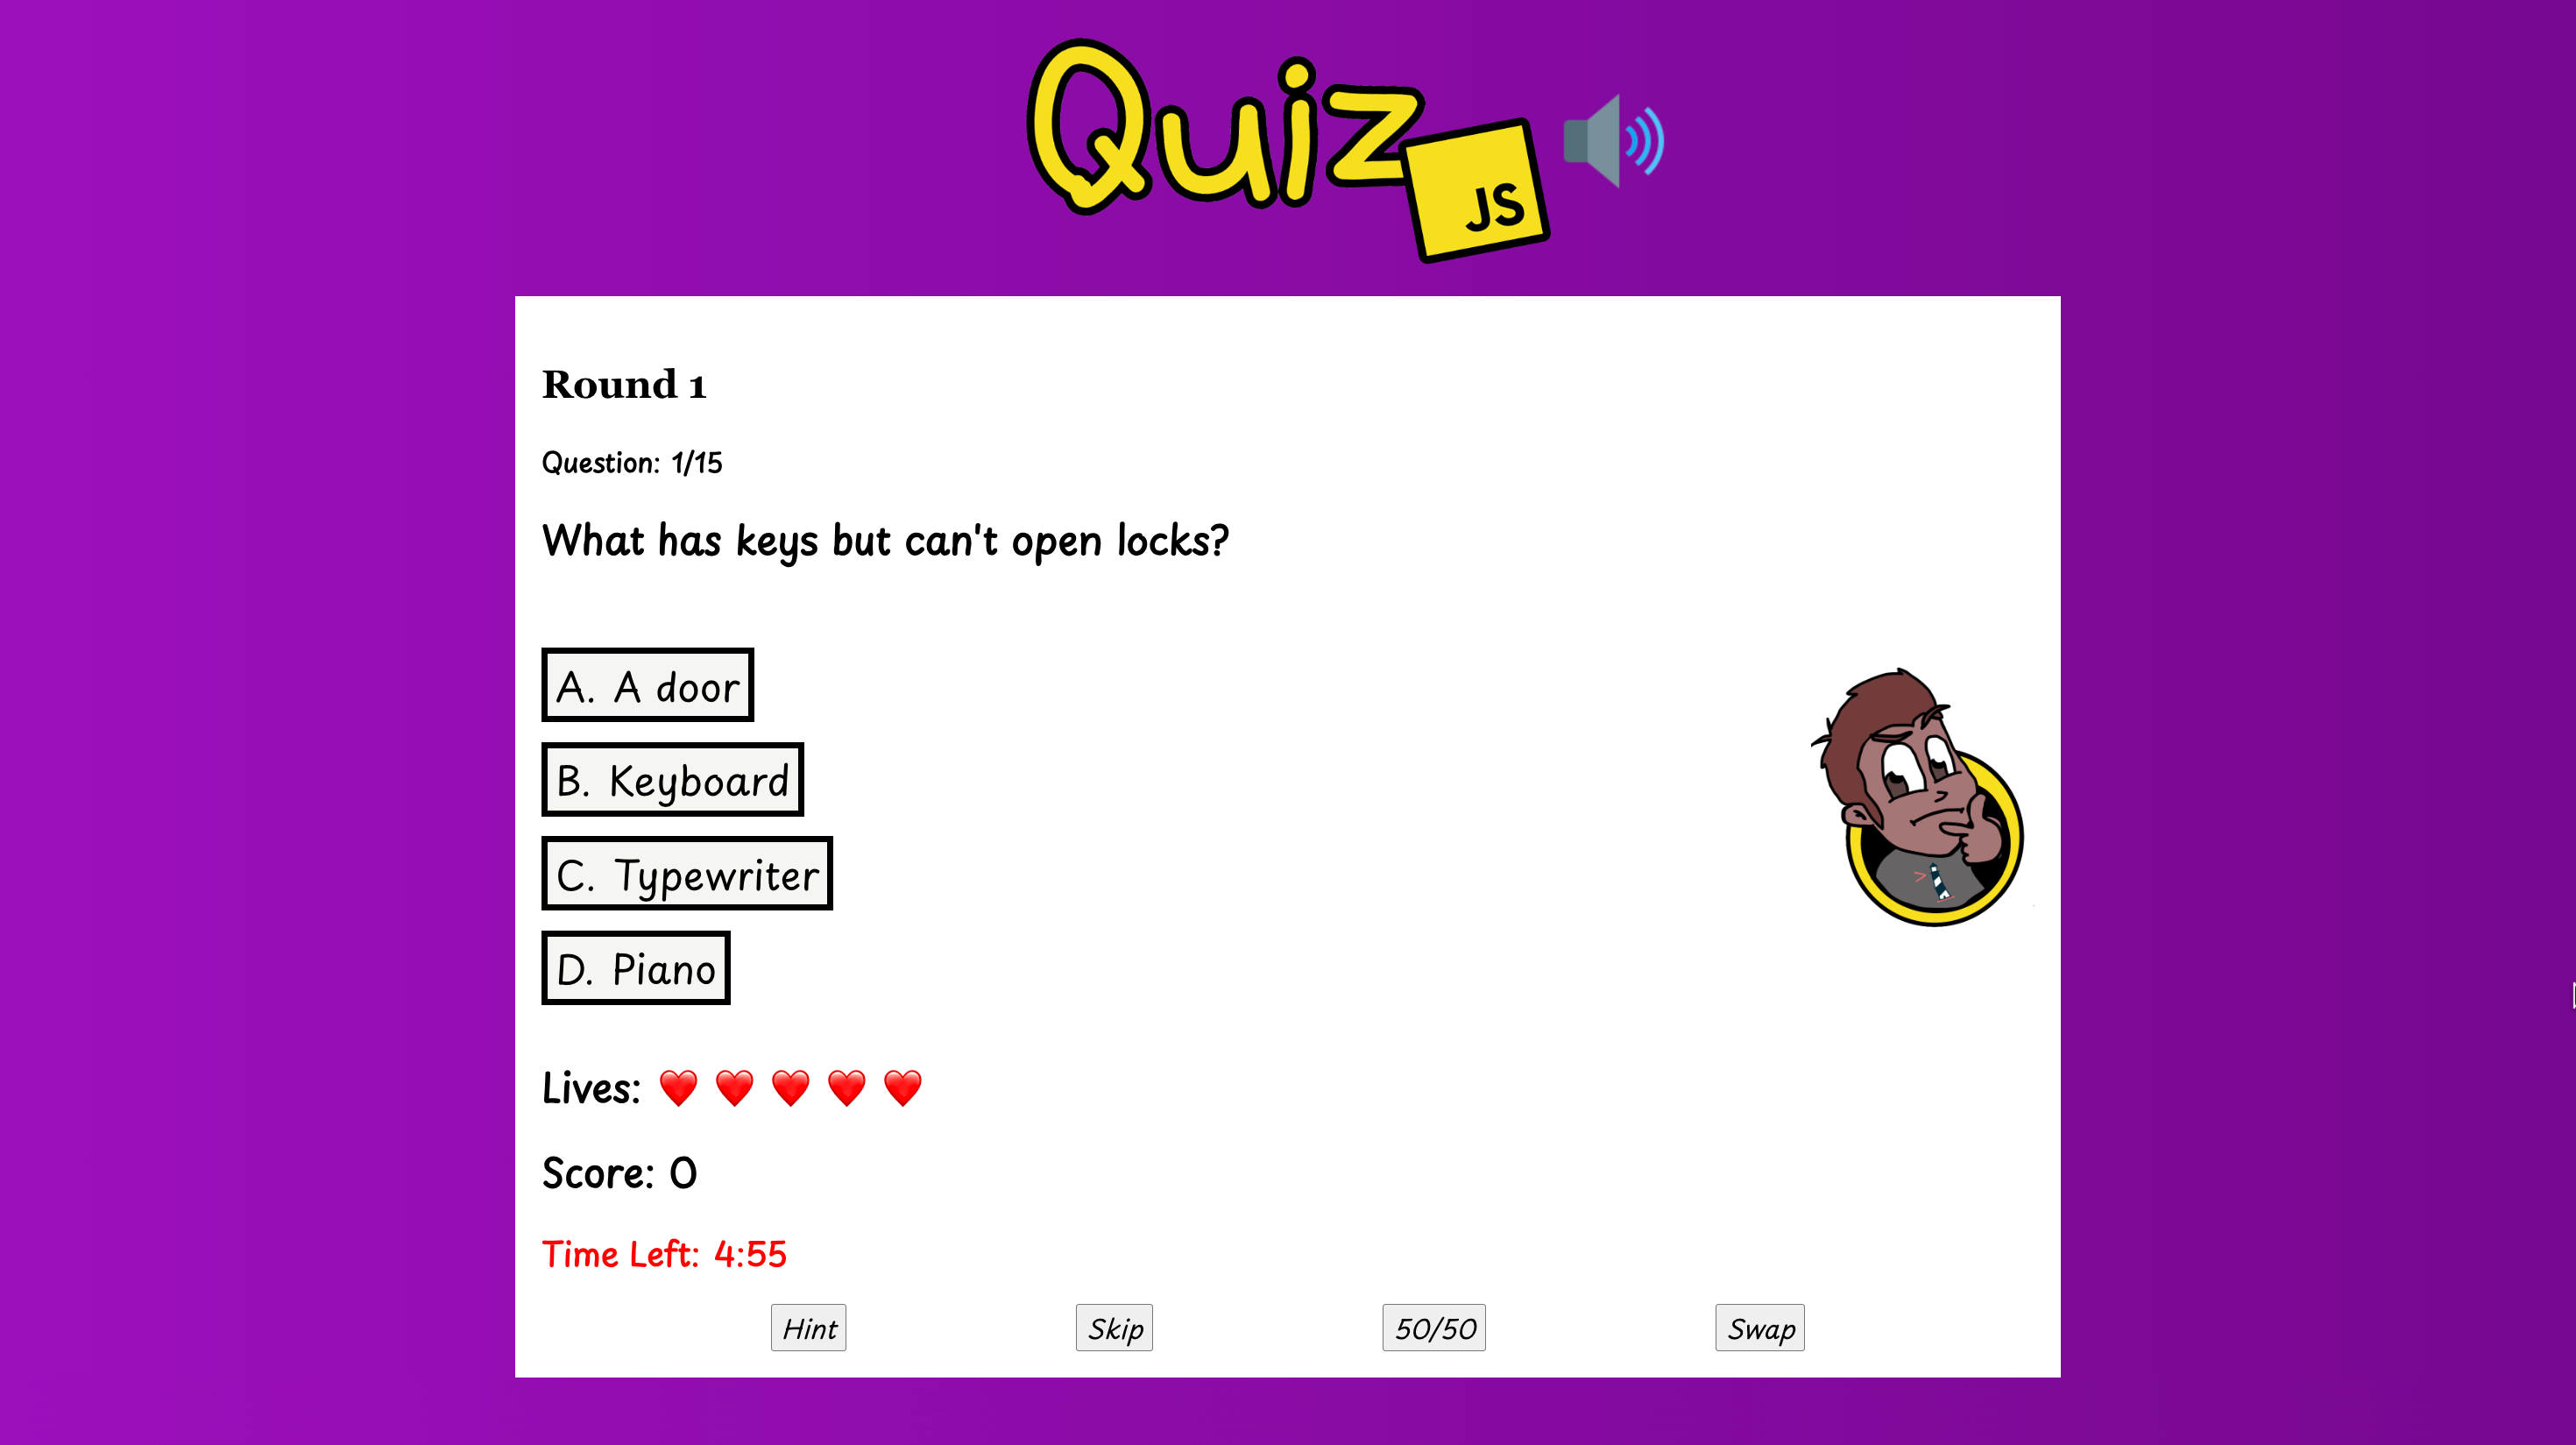 Quiz
JS
Round 1
Question: 1/15
What has keys but can't open locks?
A. A door
B. Keyboard
C. Typewriter
D. Piano
Lives: ❤️ ❤️ ❤️ ❤️ ❤️
Score: 0
Time Left: 4:55
Hint Skip 50/50 Swap